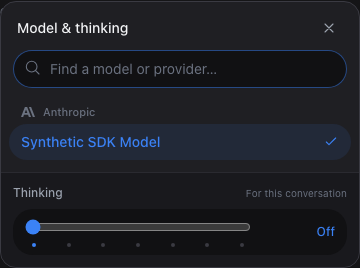 Model & thinking
Find a model or provider...
Anthropic
Synthetic SDK Model
Thinking
For this conversation
Off